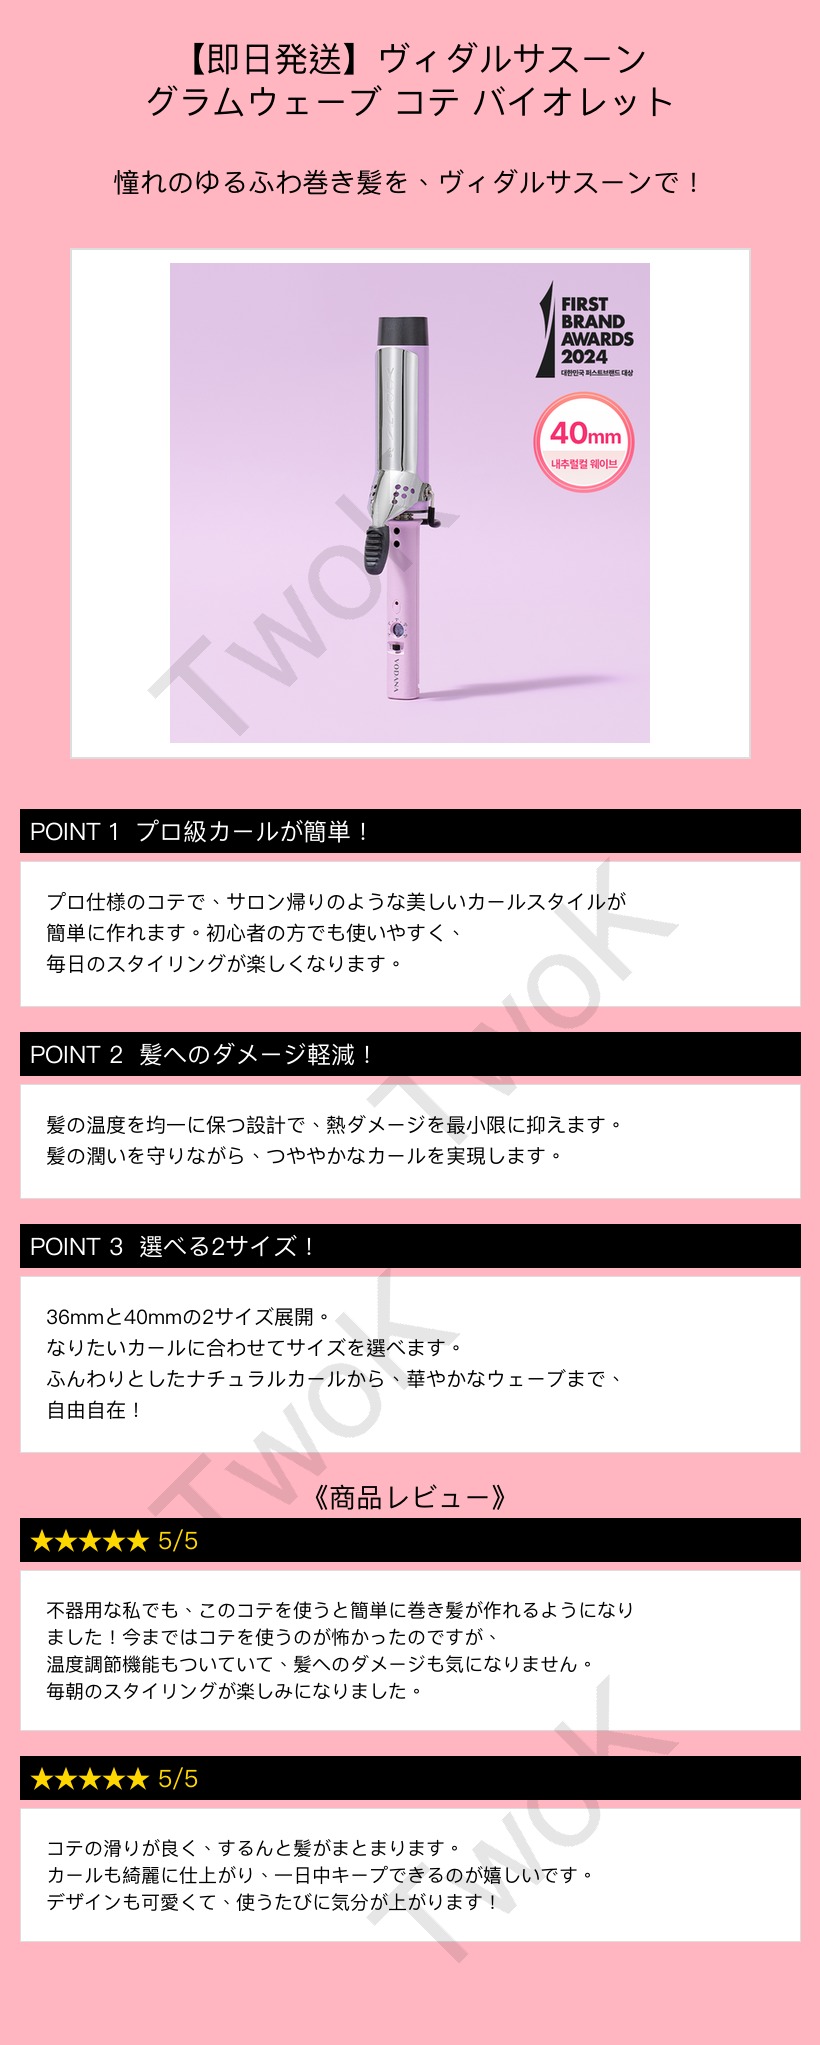 【即日発送】ヴィダルサスーン
グラムウェーブ コテ バイオレット
憧れのゆるふわ巻き髪を、ヴィダルサスーンで！
FIRST
BRAND
AWARDS
2024
대한민국 퍼스트브랜드 대상
40mm
내추럴컬 웨이브
VODANA
TwoK
POINT 1 プロ級カールが簡単！
プロ仕様のコテで、サロン帰りのような美しいカールスタイルが
簡単に作れます。初心者の方でも使いやすく、
毎日のスタイリングが楽しくなります。
TwoK
POINT 2 髪へのダメージ軽減！
髪の温度を均一に保つ設計で、熱ダメージを最小限に抑えます。
髪の潤いを守りながら、つややかなカールを実現します。
POINT 3 選べる2サイズ！
36mmと40mmの2サイズ展開。
なりたいカールに合わせてサイズを選べます。
ふんわりとしたナチュラルカールから、華やかなウェーブまで、
自由自在！
TwoK
《商品レビュー》
★★★★★ 5/5
不器用な私でも、このコテを使うと簡単に巻き髪が作れるようになり
ました！今まではコテを使うのが怖かったのですが、
温度調節機能もついていて、髪へのダメージも気になりません。
毎朝のスタイリングが楽しみになりました。
★★★★★ 5/5
コテの滑りが良く、するんと髪がまとまります。
カールも綺麗に仕上がり、一日中キープできるのが嬉しいです。
デザインも可愛くて、使うたびに気分が上がります！
TwoK